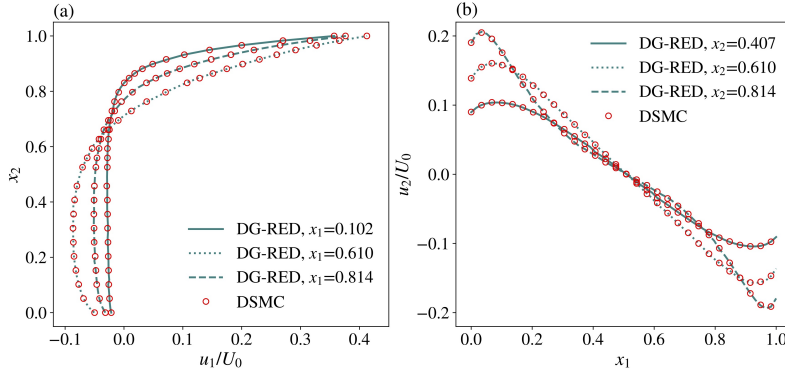 (a)
1.0
0.8
0.6
0.4
0.2
0.0
x₂
DG-RED, x₁=0.102
DG-RED, x₁=0.610
DG-RED, x₁=0.814
DSMC
−0.1 0.0 0.1 0.2 0.3 0.4
u₁/U₀
(b)
0.2
0.1
0.0
−0.1
−0.2
u₂/U₀
DG-RED, x₂=0.407
DG-RED, x₂=0.610
DG-RED, x₂=0.814
DSMC
0.0 0.2 0.4 0.6 0.8 1.0
x₁